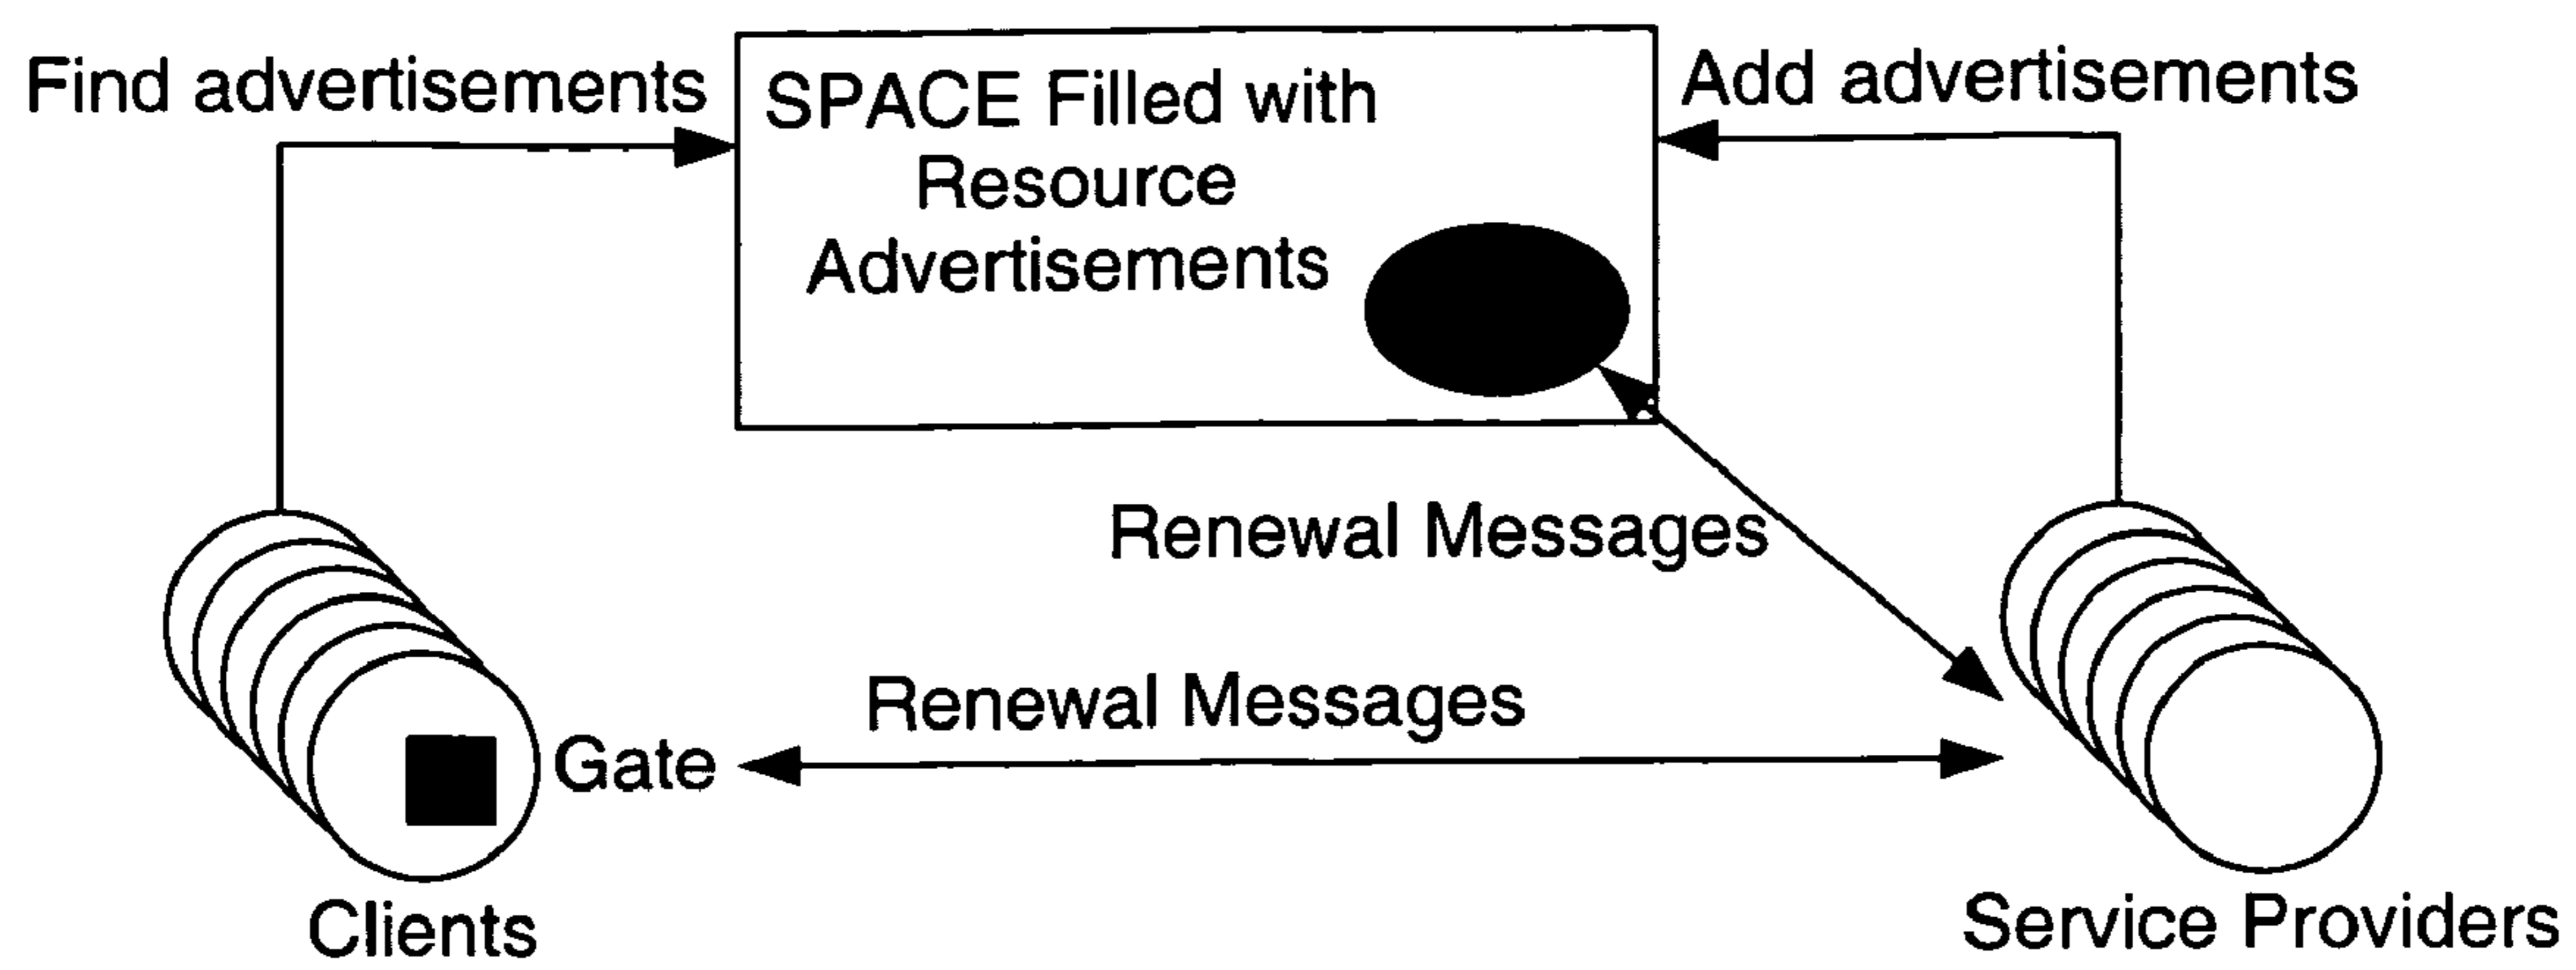 Find advertisements
SPACE Filled with
Resource
Advertisements
Add advertisements
Renewal Messages
Renewal Messages
Gate
Clients
Service Providers